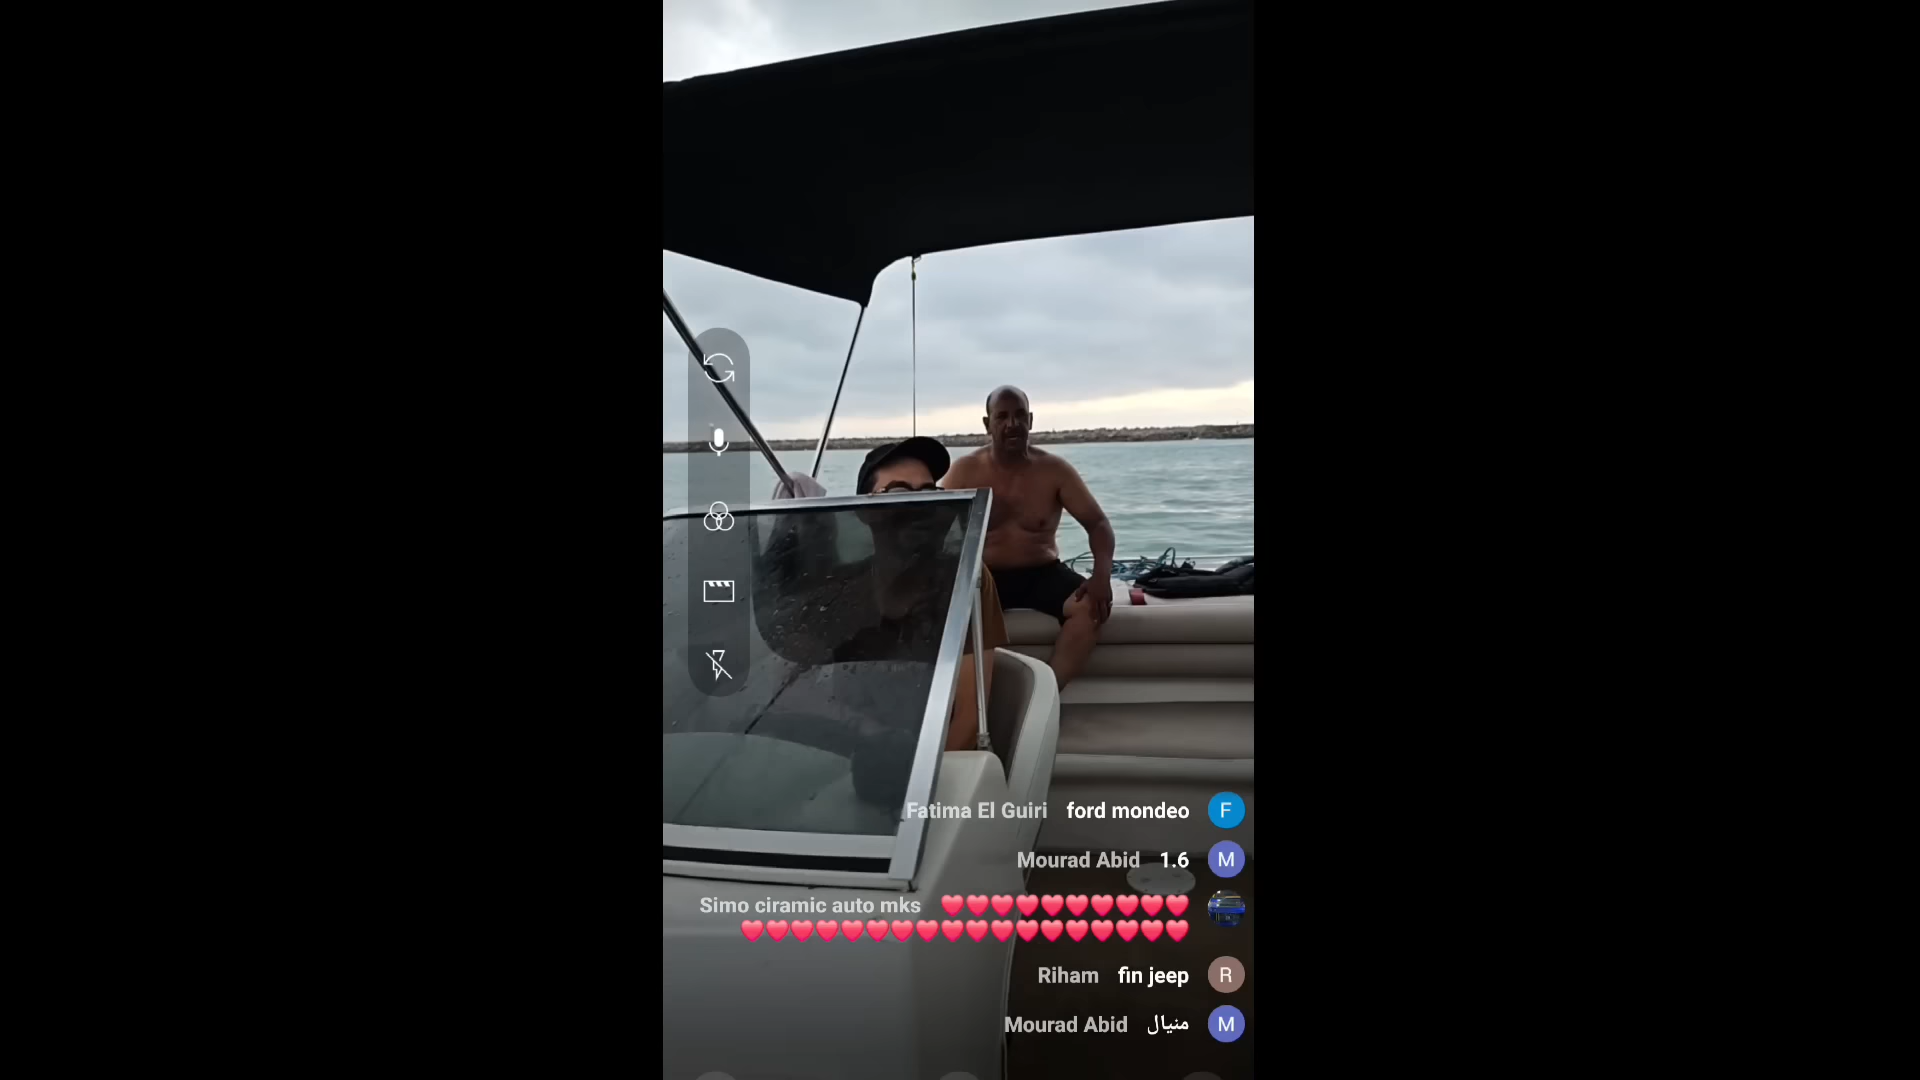 Fatima El Guiri ford mondeo F
Mourad Abid 1.6 M
Simo ciramic auto mks ❤️❤️❤️❤️❤️❤️❤️❤️❤️❤️
❤️❤️❤️❤️❤️❤️❤️❤️❤️❤️❤️❤️❤️❤️❤️❤️❤️❤️
Riham fin jeep R
Mourad Abid منيال M